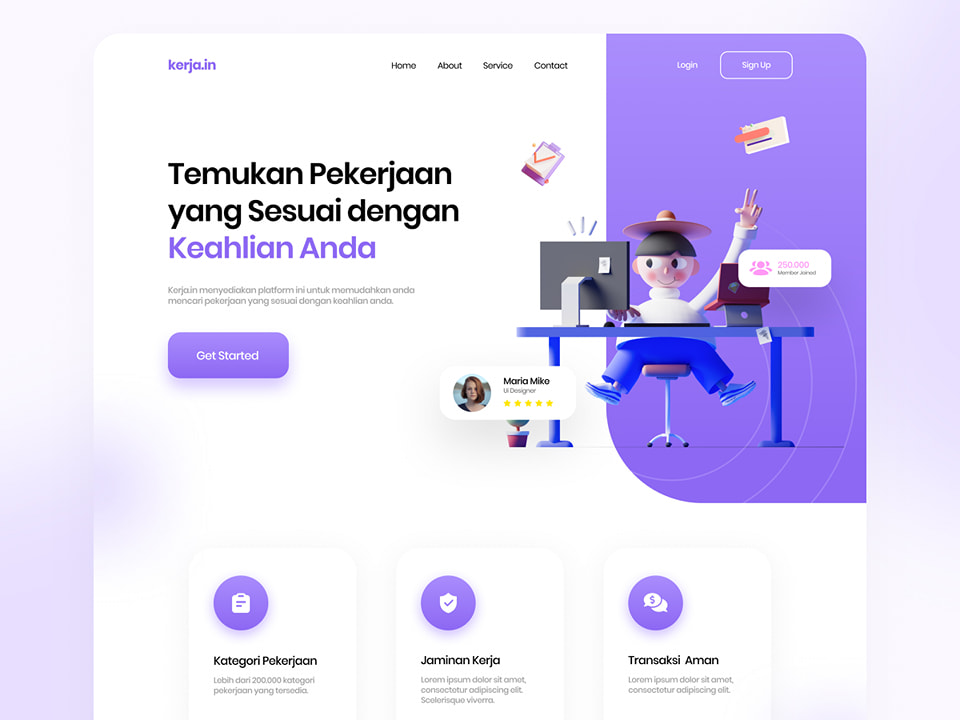 kerja.in
Home About Service Contact
Login Sign Up
Temukan Pekerjaan
yang Sesuai dengan
Keahlian Anda
Kerja.in menyediakan platform ini untuk memudahkan anda
mencari pekerjaan yang sesuai dengan keahlian anda.
Get Started
250.000
Member Joined
Maria Mike
Ui Designer
Kategori Pekerjaan
Lebih dari 200.000 kategori
pekerjaan yang tersedia.
Jaminan Kerja
Lorem ipsum dolor sit amet,
consectetur adipiscing elit.
Scelerisque viverra.
Transaksi Aman
Lorem ipsum dolor sit amet,
consectetur adipiscing elit.